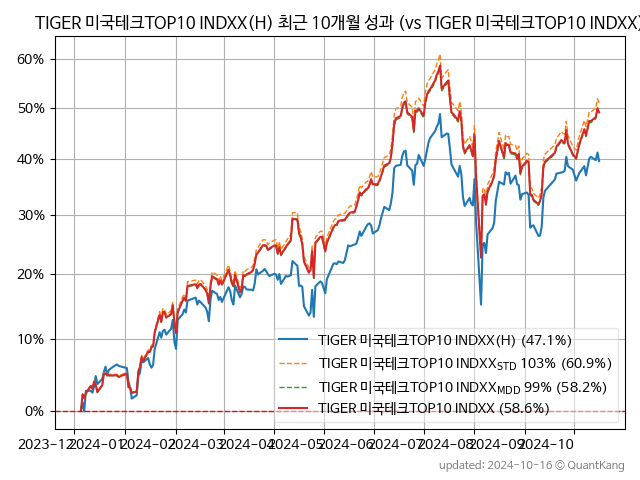 TIGER 미국테크TOP10 INDXX(H) 최근 10개월 성과 (vs TIGER 미국테크TOP10 INDXX)
60%
50%
40%
30%
20%
10%
0%
TIGER 미국테크TOP10 INDXX(H) (47.1%)
TIGER 미국테크TOP10 INDXX_STD 103% (60.9%)
TIGER 미국테크TOP10 INDXX_MDD 99% (58.2%)
TIGER 미국테크TOP10 INDXX (58.6%)
2023-12 2024-01 2024-02 2024-03 2024-04 2024-05 2024-06 2024-07 2024-08 2024-09 2024-10
updated: 2024-10-16 © QuantKang